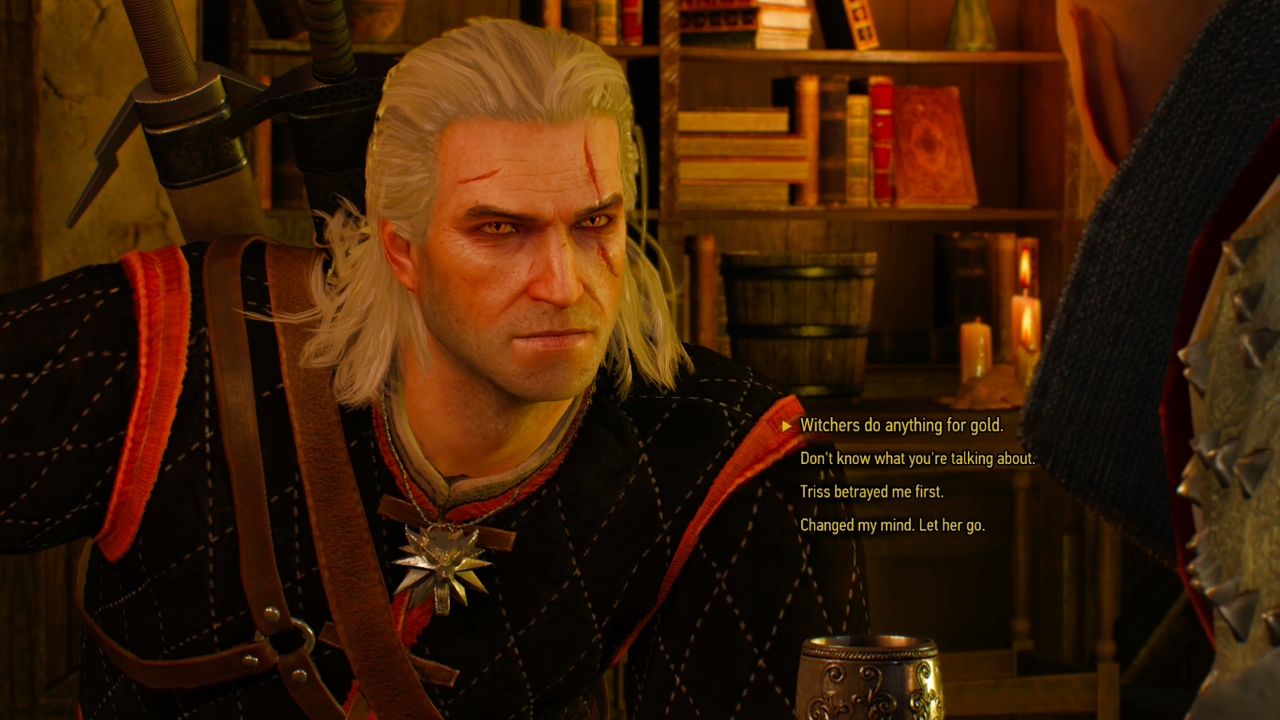 Witchers do anything for gold.
Don't know what you're talking about.
Triss betrayed me first.
Changed my mind. Let her go.